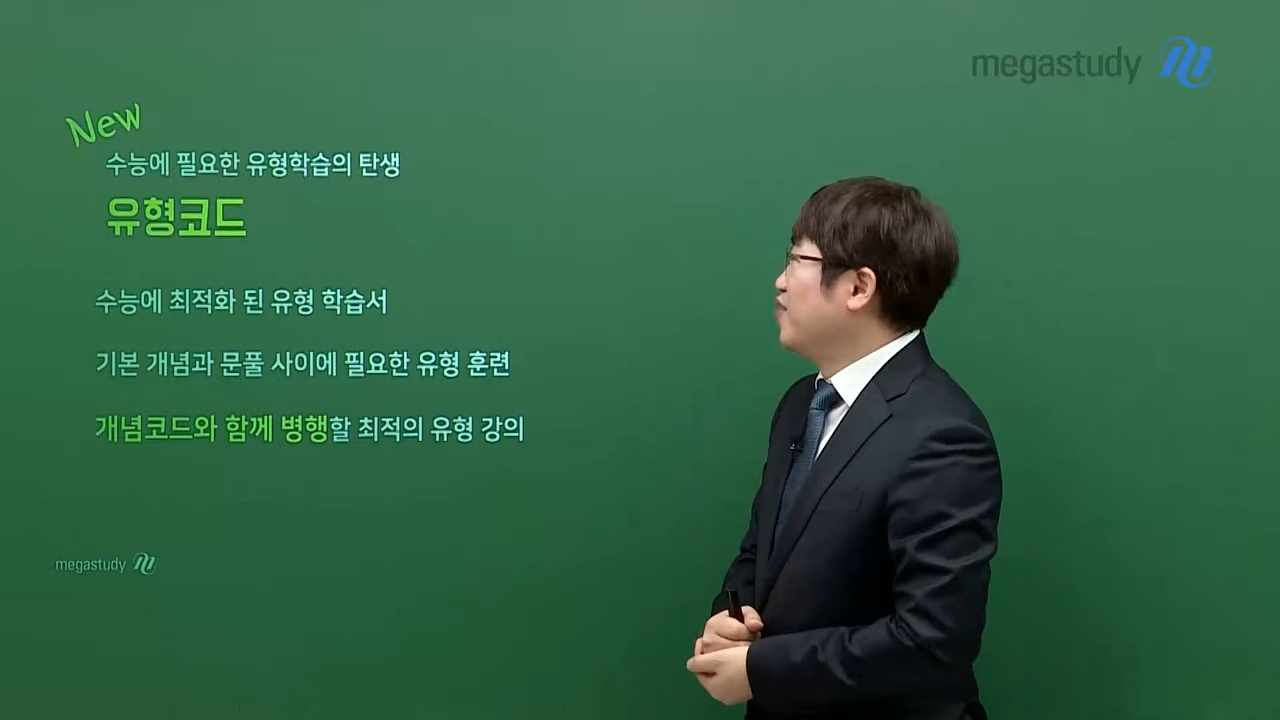 megastudy
New
수능에 필요한 유형학습의 탄생
유형코드
수능에 최적화 된 유형 학습서
기본 개념과 문풀 사이에 필요한 유형 훈련
개념코드와 함께 병행할 최적의 유형 강의
megastudy